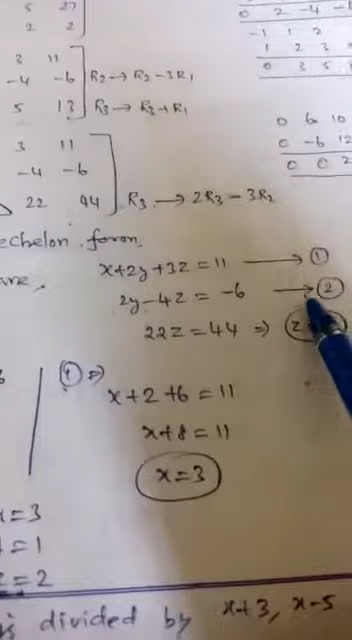 5 27 0 2 -4
2 2 -1 1 2
1 2 3
3 11 0 3 5
-4 -6 R₂ → R₂ - 3R₁
5 13 R₃ → R₃ + R₁
0 6 10
3 11 0 -6 12
-4 -6 0 0 2
22 44 R₃ → 2R₃ - 3R₂
echelon form
x + 2y + 3z = 11 → ①
2y - 4z = -6 → ②
22z = 44 ⇒ z
① ⇒
x + 2 + 6 = 11
x + 8 = 11
x = 3
x = 3
= 1
z = 2
is divided by x+3, x-5